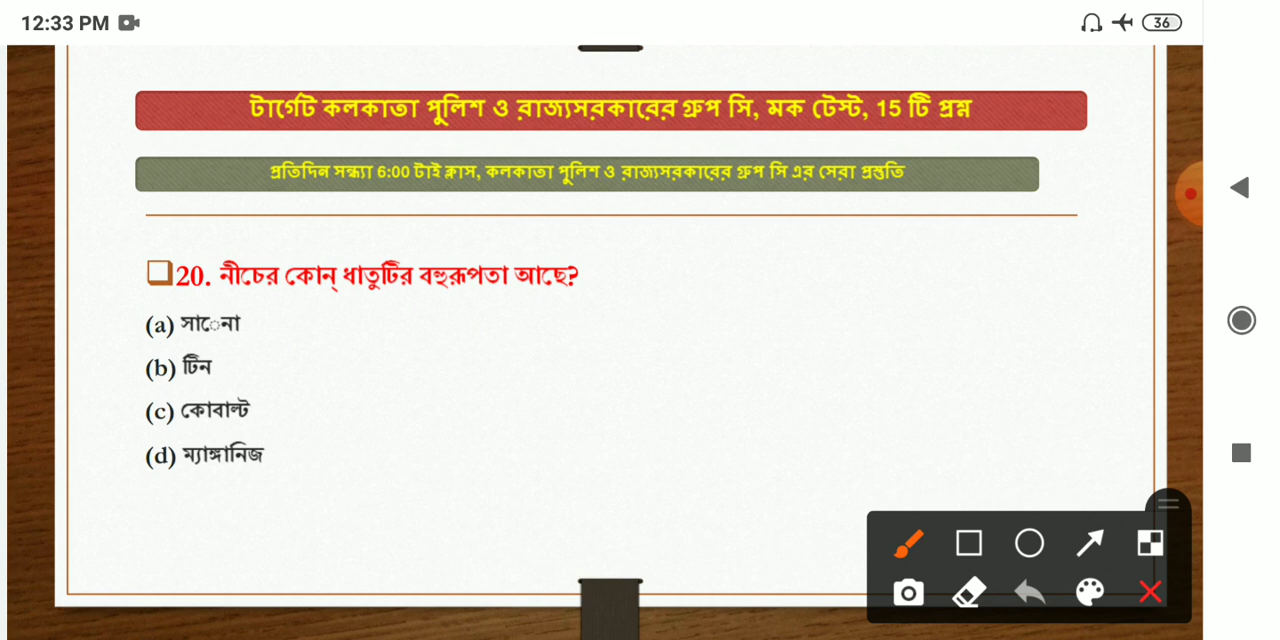 12:33 PM
36
টার্গেট কলকাতা পুলিশ ও রাজ্যসরকারের গ্রুপ সি, মক টেস্ট, 15 টি প্রশ্ন
প্রতিদিন সন্ধ্যা 6:00 টাই ক্লাস, কলকাতা পুলিশ ও রাজ্যসরকারের গ্রুপ সি এর সেরা প্রস্তুতি
20. নীচের কোন্ ধাতুটির বহুরূপতা আছে?
(a) সােনা
(b) টিন
(c) কোবাল্ট
(d) ম্যাঙ্গানিজ